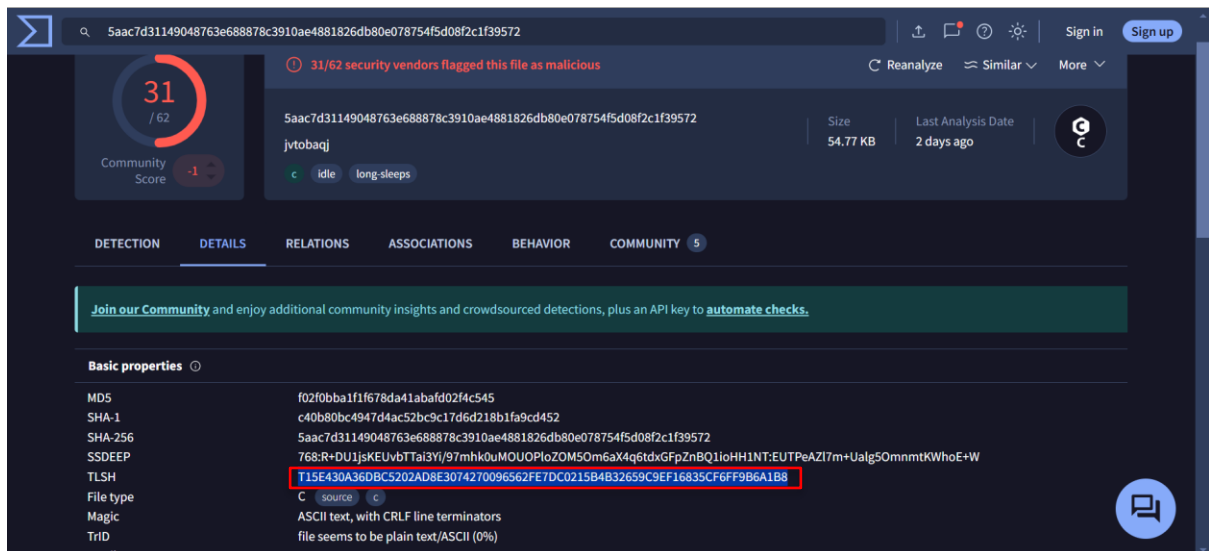 5aac7d31149048763e688878c3910ae4881826db80e078754f5d08f2c1f39572
Sign in
Sign up
31
/ 62
Community
Score
-1
31/62 security vendors flagged this file as malicious
Reanalyze
Similar
More
5aac7d31149048763e688878c3910ae4881826db80e078754f5d08f2c1f39572
jvtobaqj
c idle long-sleeps
Size
54.77 KB
Last Analysis Date
2 days ago
C
DETECTION DETAILS RELATIONS ASSOCIATIONS BEHAVIOR COMMUNITY 5
Join our Community and enjoy additional community insights and crowdsourced detections, plus an API key to automate checks.
Basic properties
MD5 f02f0bba1f1f678da41abafd02f4c545
SHA-1 c40b80bc4947d4ac52bc9c17d6d218b1fa9cd452
SHA-256 5aac7d31149048763e688878c3910ae4881826db80e078754f5d08f2c1f39572
SSDEEP 768:R+DU1jsKEUvbTTai3Yi/97mhk0uMOUOPloZOM5Om6aX4q6tdxGFpZnBQ1ioHH1NT:EUTPeAZl7m+Ualg5OmnmtKWhoE+W
TLSH T15E430A36DBC5202AD8E3074270096562FE7DC0215B4B32659C9EF16835CF6FF9B6A1B8
File type C source c
Magic ASCII text, with CRLF line terminators
TrID file seems to be plain text/ASCII (0%)